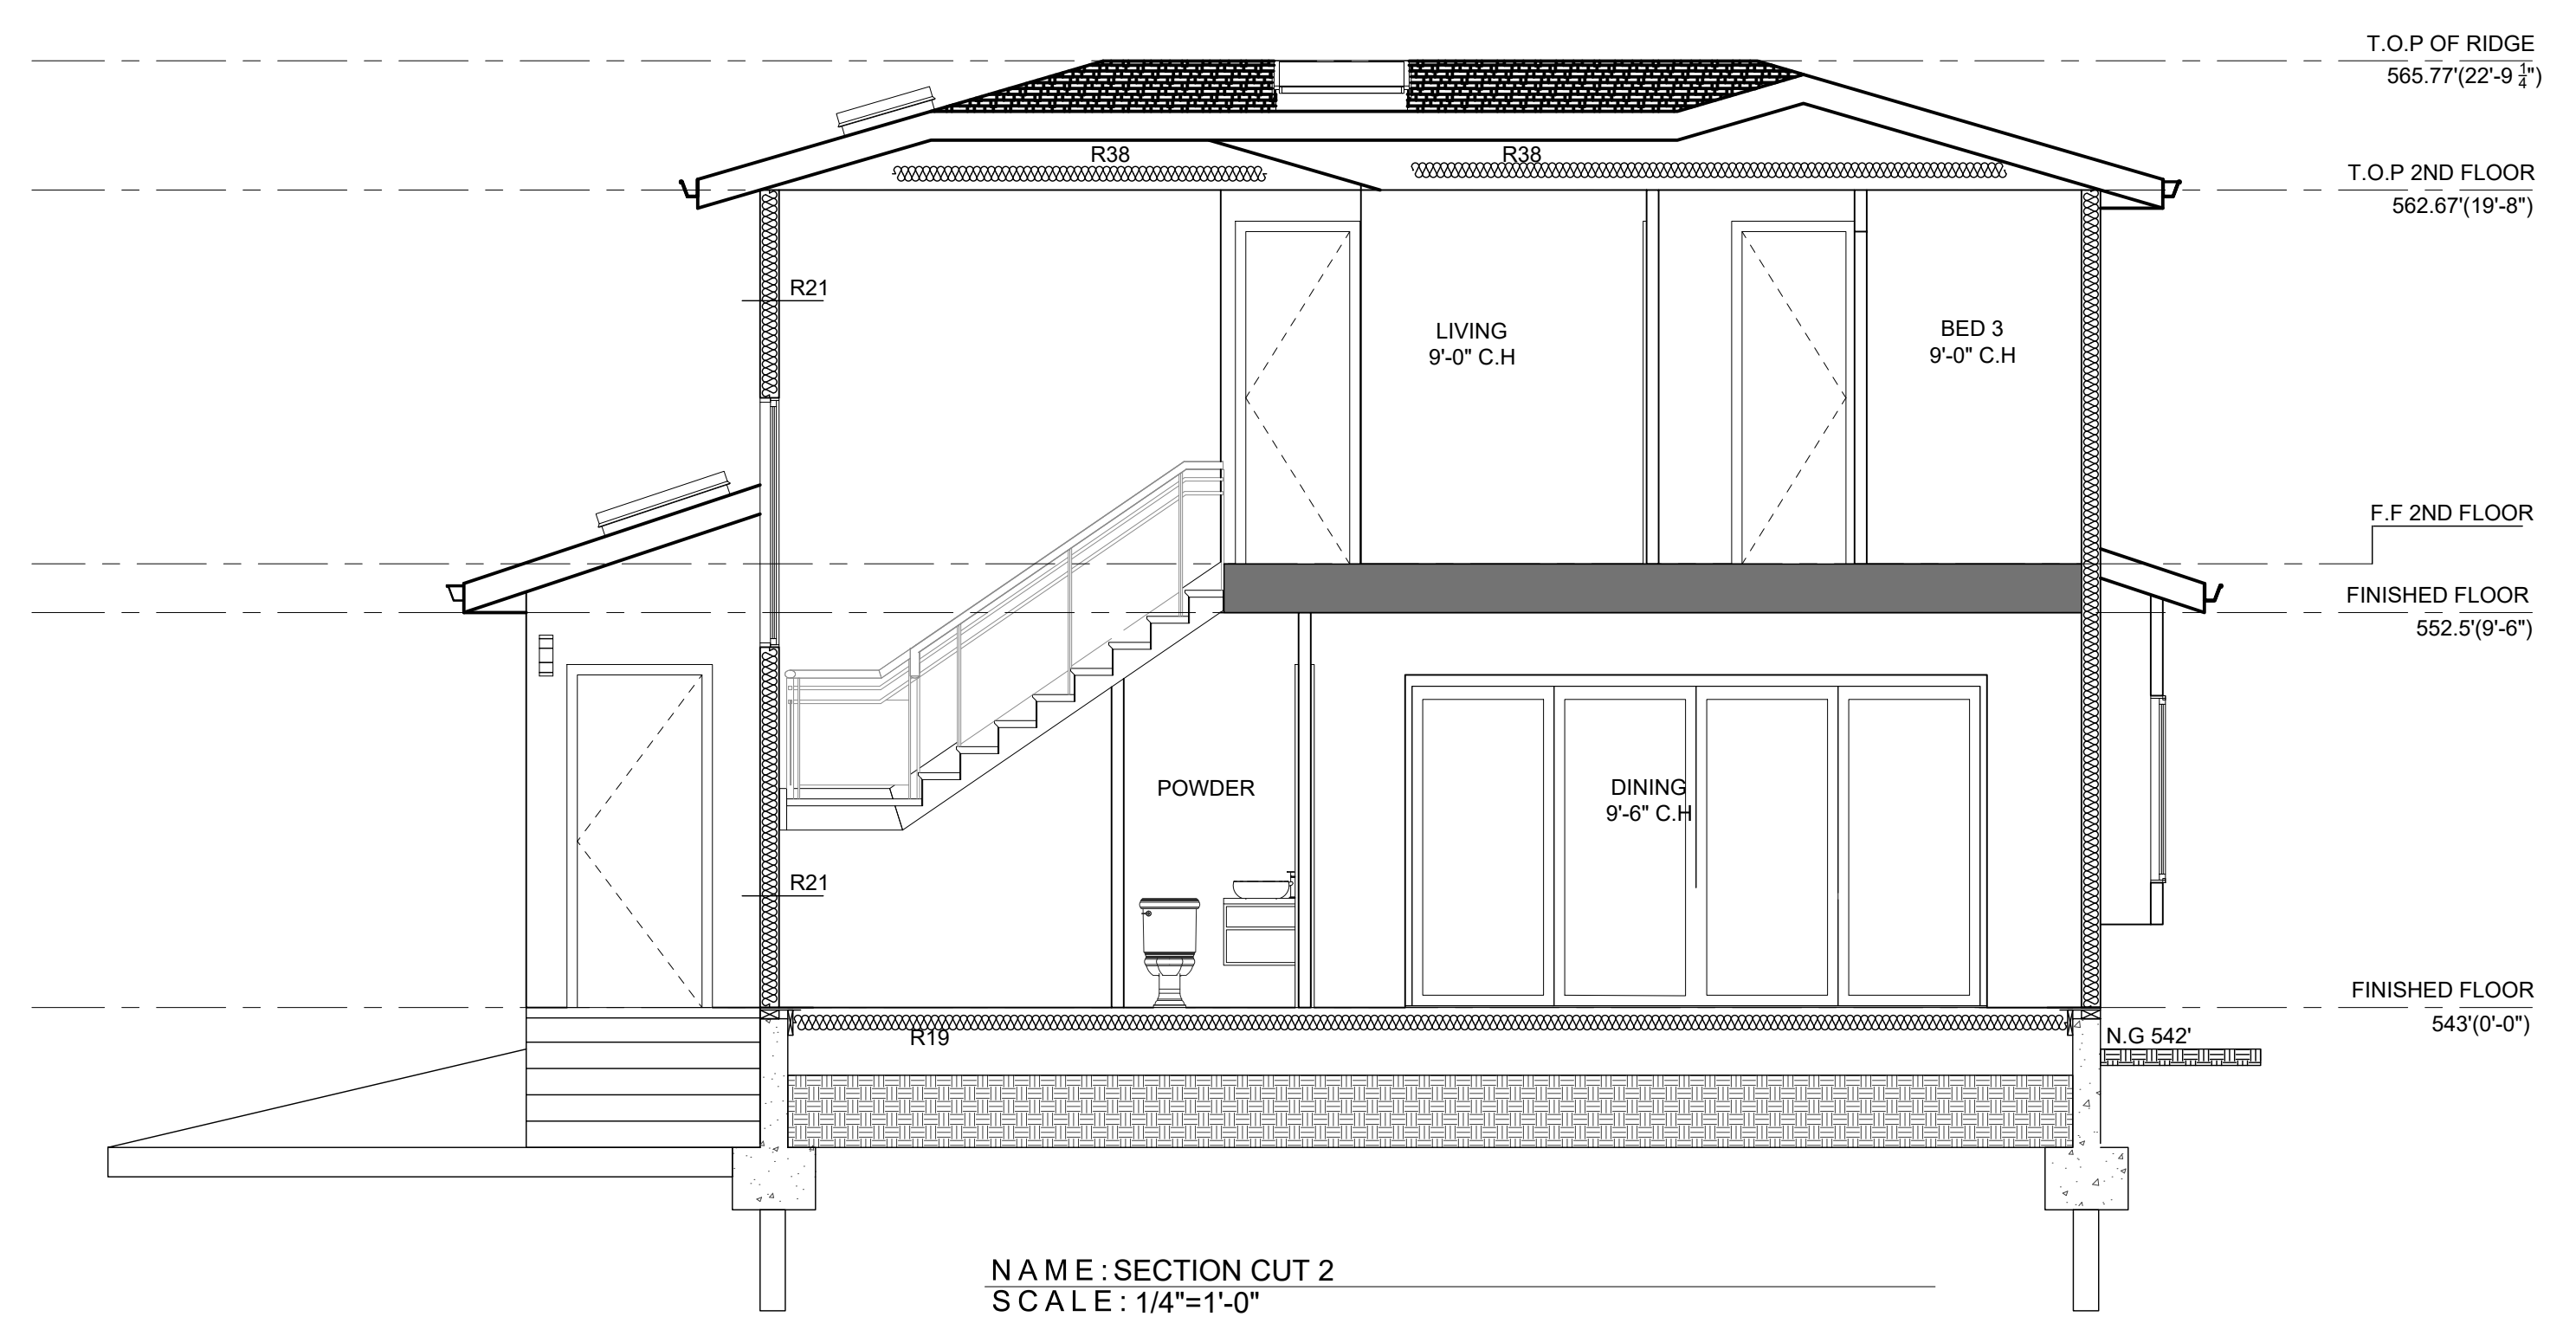 T.O.P OF RIDGE
565.77'(22'-9 1/4")
R38
R38
T.O.P 2ND FLOOR
562.67'(19'-8")
R21
LIVING
9'-0" C.H
BED 3
9'-0" C.H
F.F 2ND FLOOR
FINISHED FLOOR
552.5'(9'-6")
POWDER
DINING
9'-6" C.H
R21
FINISHED FLOOR
543'(0'-0")
R19
N.G 542'
NAME: SECTION CUT 2
SCALE: 1/4"=1'-0"